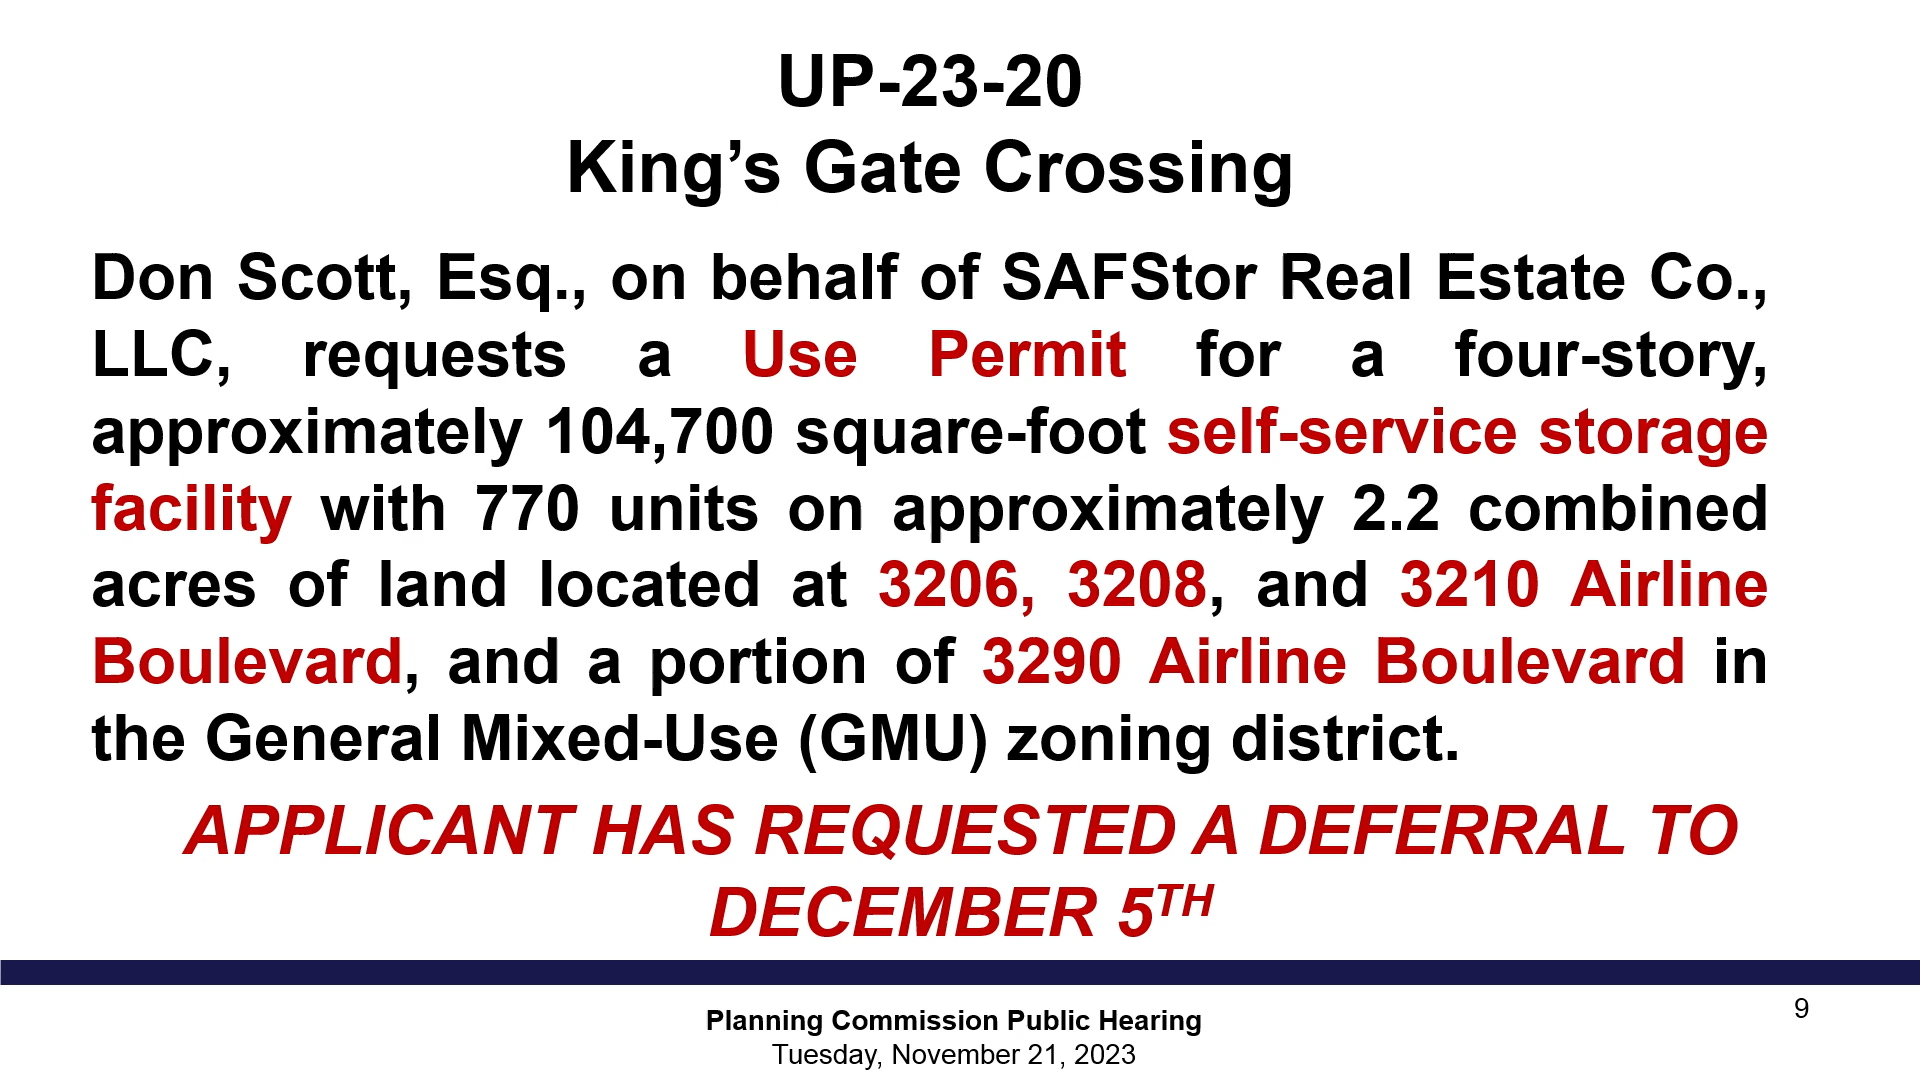 UP-23-20
King’s Gate Crossing
Don Scott, Esq., on behalf of SAFStor Real Estate Co.,
LLC, requests a Use Permit for a four-story,
approximately 104,700 square-foot self-service storage
facility with 770 units on approximately 2.2 combined
acres of land located at 3206, 3208, and 3210 Airline
Boulevard, and a portion of 3290 Airline Boulevard in
the General Mixed-Use (GMU) zoning district.
APPLICANT HAS REQUESTED A DEFERRAL TO
DECEMBER 5TH
Planning Commission Public Hearing
Tuesday, November 21, 2023
9